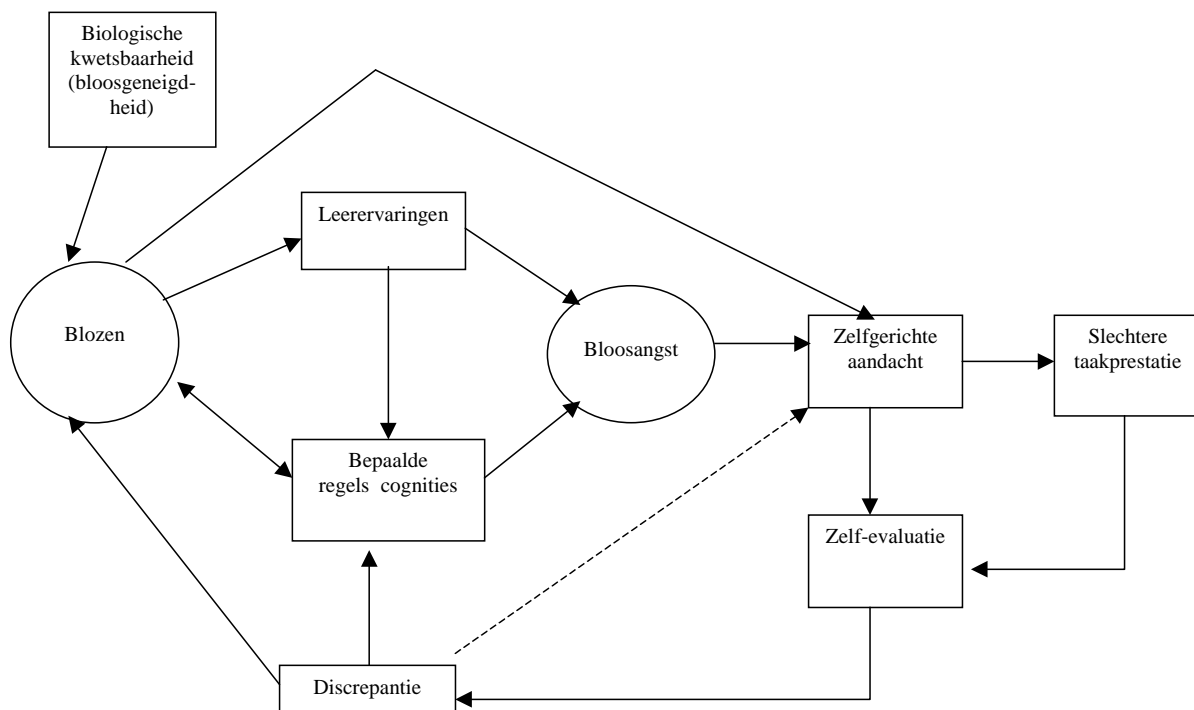 Biologische
kwetsbaarheid
(bloosgeneigd-
heid)
Leerervaringen
Blozen
Bloosangst
Zelfgerichte
aandacht
Slechtere
taakprestatie
Bepaalde
regels cognities
Zelf-evaluatie
Discrepantie